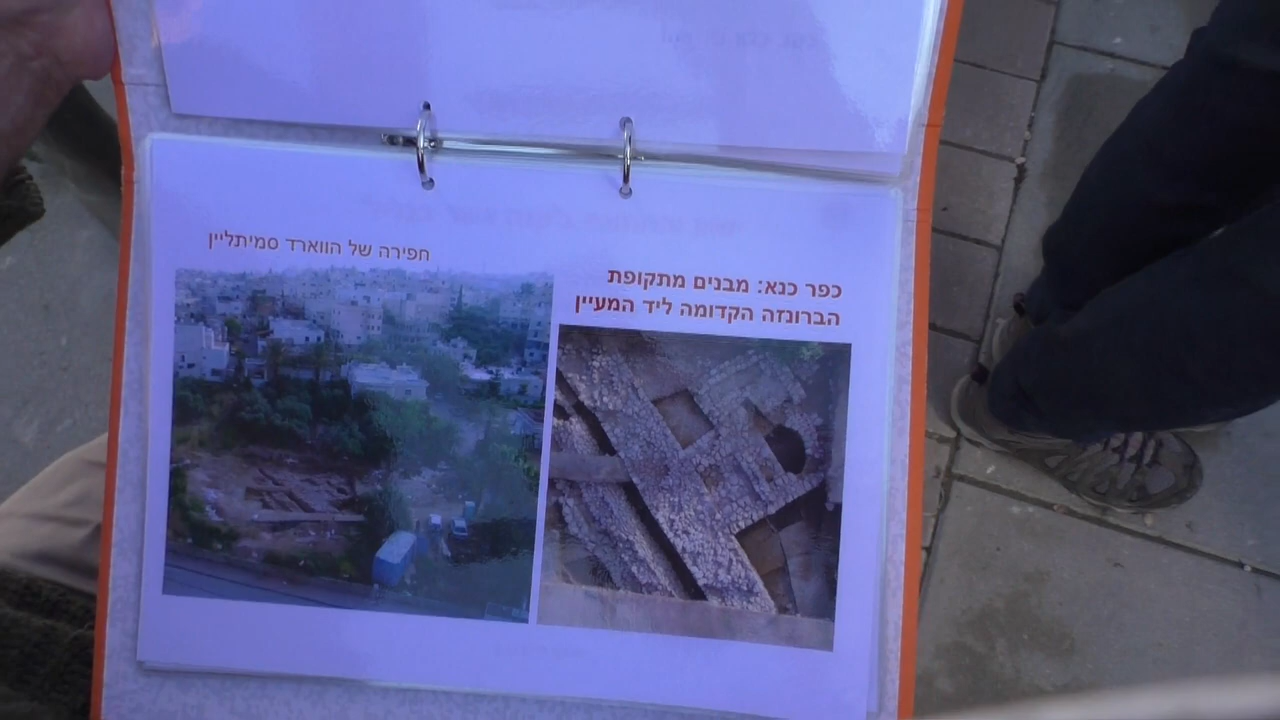 כפר כנא: מבנים מתקופת
הברונזה הקדומה ליד המעיין
חפירה של הווארד סמיתליין